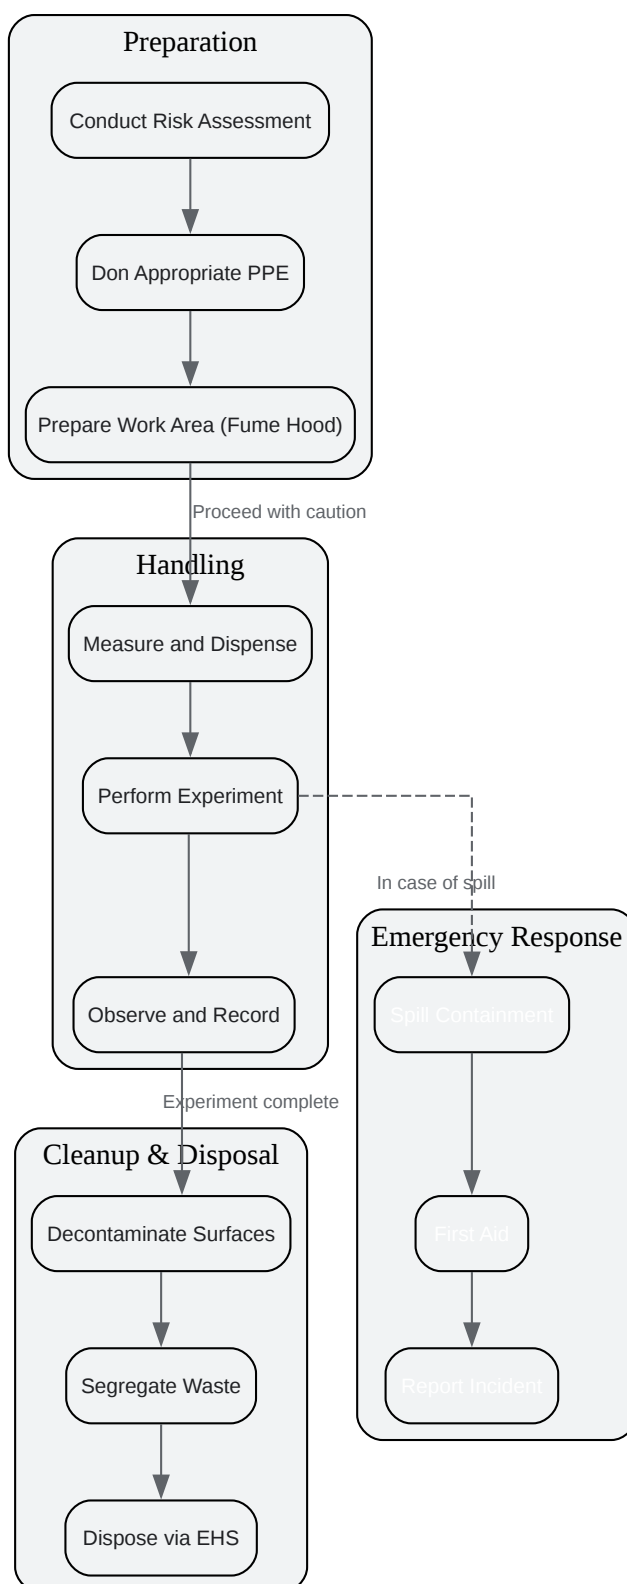 Preparation
Conduct Risk Assessment
Don Appropriate PPE
Prepare Work Area (Fume Hood)
Proceed with caution
Handling
Measure and Dispense
Perform Experiment
In case of spill
Emergency Response
Observe and Record
Spill Containment
Experiment complete
Cleanup & Disposal
Decontaminate Surfaces
First Aid
Segregate Waste
Report Incident
Dispose via EHS